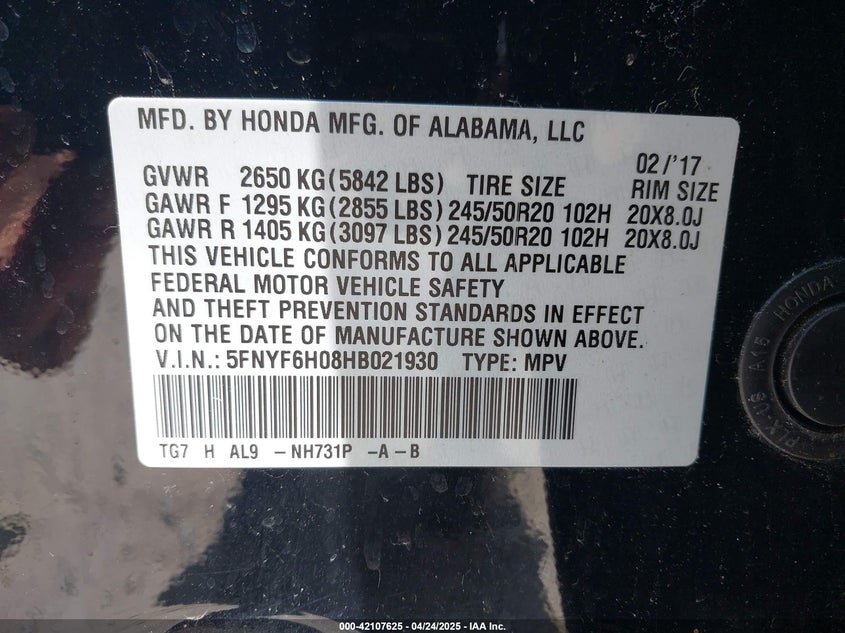 MFD. BY HONDA MFG. OF ALABAMA, LLC
02/'17
GVWR 2650 KG(5842 LBS) TIRE SIZE RIM SIZE
GAWR F 1295 KG(2855 LBS) 245/50R20 102H 20X8.0J
GAWR R 1405 KG(3097 LBS) 245/50R20 102H 20X8.0J
THIS VEHICLE CONFORMS TO ALL APPLICABLE
FEDERAL MOTOR VEHICLE SAFETY
AND THEFT PREVENTION STANDARDS IN EFFECT
ON THE DATE OF MANUFACTURE SHOWN ABOVE.
V.I.N.: 5FNYF6H08HB021930 TYPE: MPV
TG7 H AL9 -NH731P -A-B
HONDA
A16
000-42107625 - 04/24/2025 - IAA Inc.